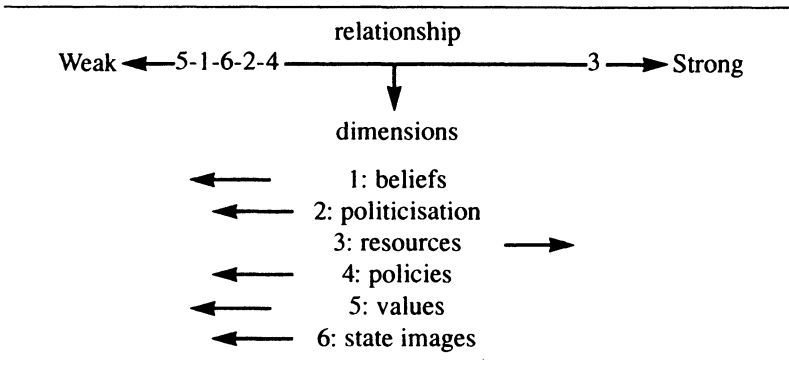 relationship
Weak 5-1-6-2-4 3 Strong
dimensions
1: beliefs
2: politicisation
3: resources
4: policies
5: values
6: state images